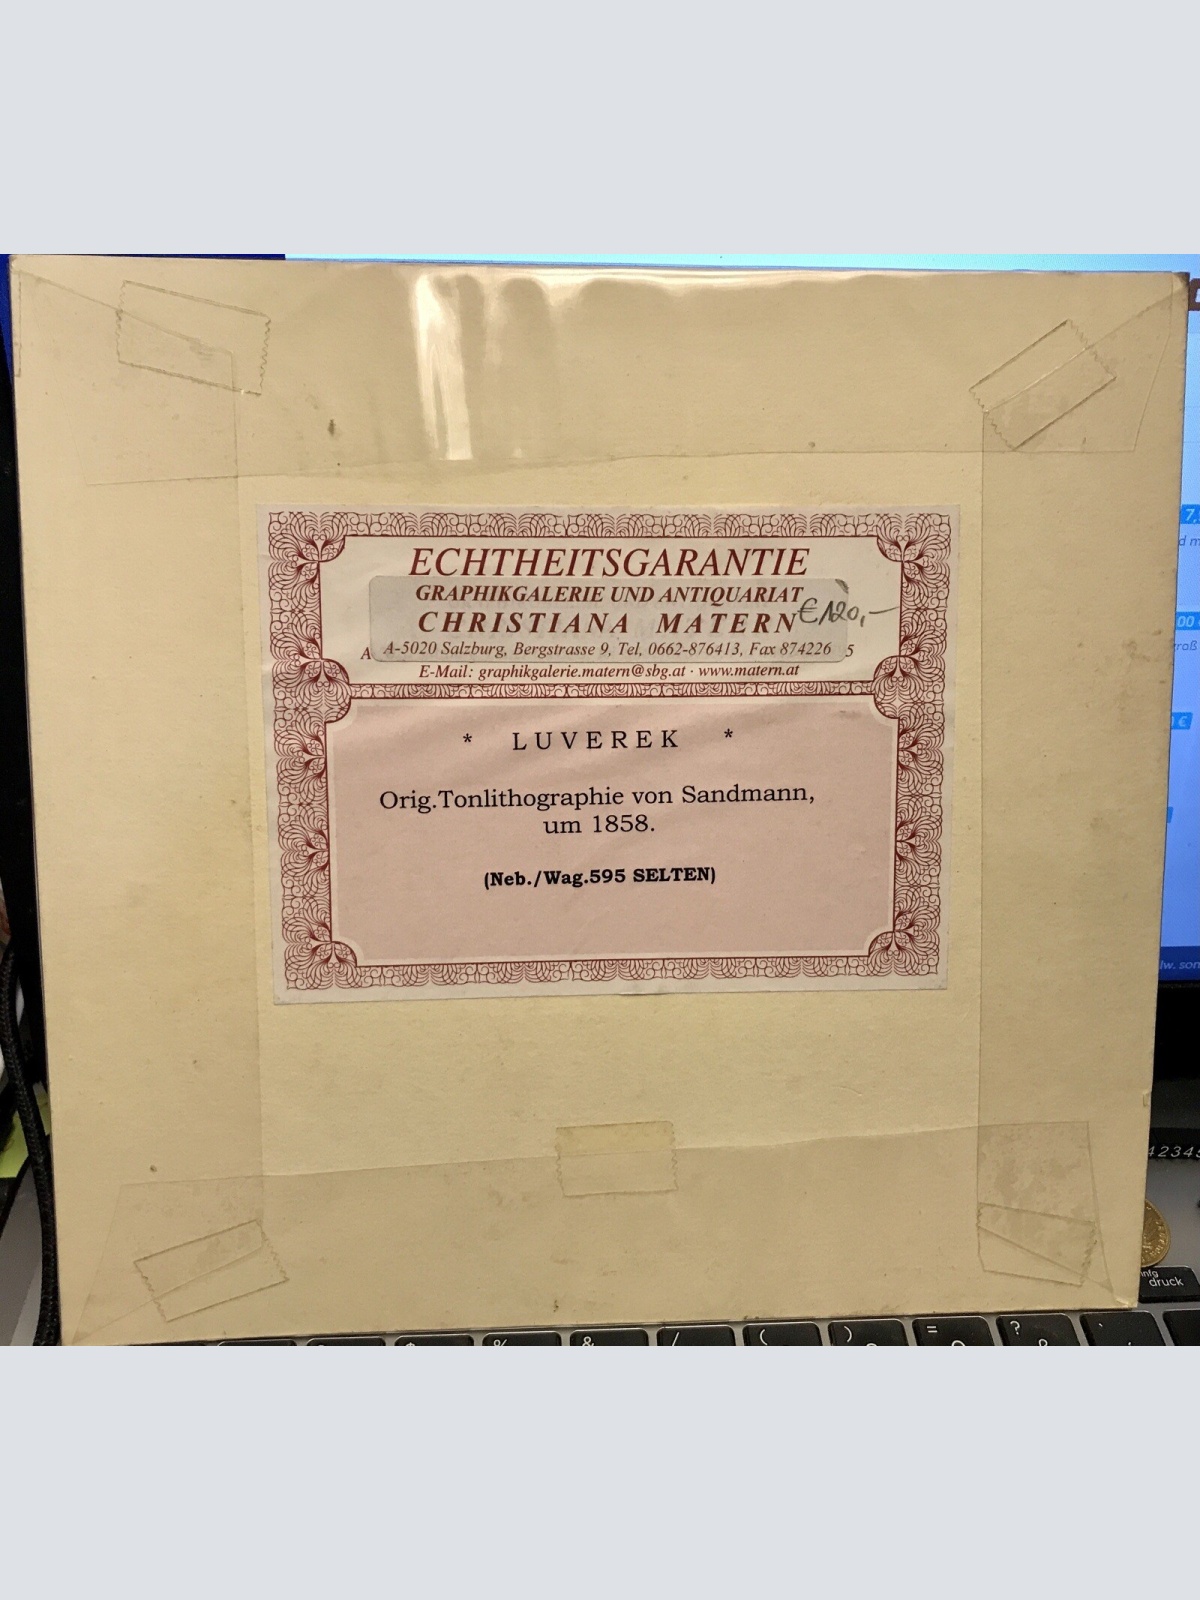 ECHTHEITSGARANTIE
GRAPHIKGALERIE UND ANTIQUARIAT
CHRISTIANA MATERN
€120,-
A-5020 Salzburg, Bergstrasse 9, Tel, 0662-876413, Fax 874226
E-Mail: graphikgalerie.matern@sbg.at · www.matern.at
* LUVEREK *
Orig.Tonlithographie von Sandmann,
um 1858.
(Neb./Wag.595 SELTEN)
druck